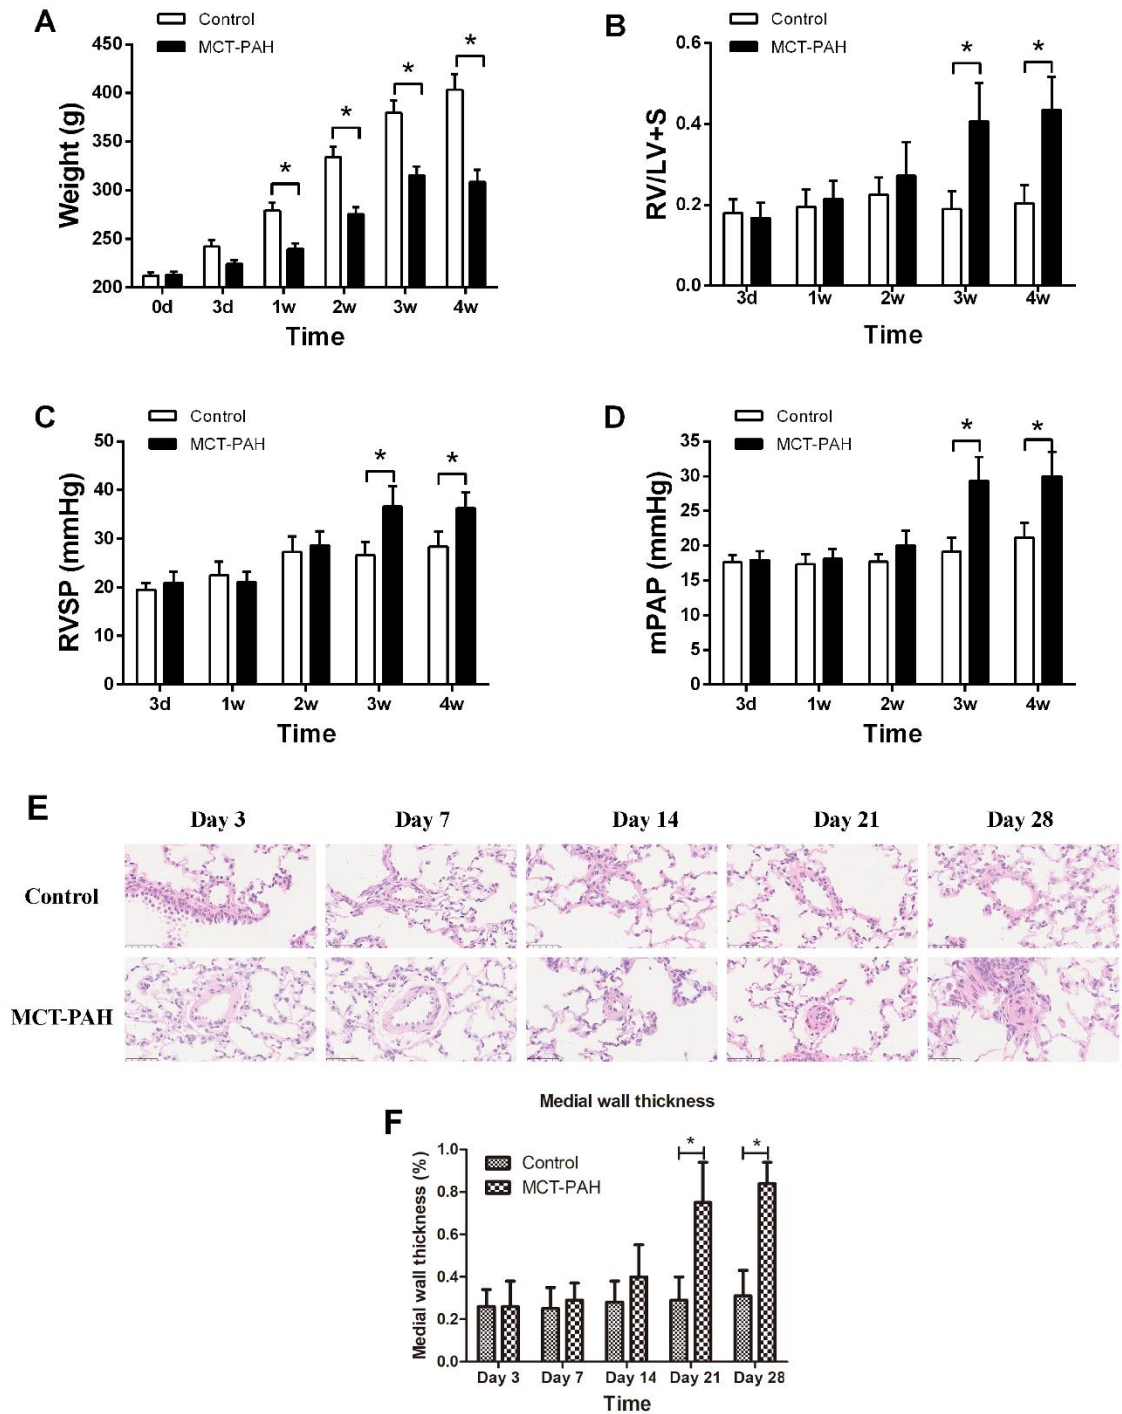 A
Control
MCT-PAH
450
400
350
300
250
200
Weight (g)
*
*
*
*
0d 3d 1w 2w 3w 4w
Time
B
Control
MCT-PAH
0.6
0.4
0.2
0.0
RV/LV+S
*
*
3d 1w 2w 3w 4w
Time
C
Control
MCT-PAH
50
40
30
20
10
0
RVSP (mmHg)
*
*
3d 1w 2w 3w 4w
Time
D
Control
MCT-PAH
35
30
25
20
15
10
5
0
mPAP (mmHg)
*
*
3d 1w 2w 3w 4w
Time
E
Day 3 Day 7 Day 14 Day 21 Day 28
Control
MCT-PAH
F
Medial wall thickness
Control
MCT-PAH
1.0
0.8
0.6
0.4
0.2
0.0
Medial wall thickness (%)
*
*
Day 3 Day 7 Day 14 Day 21 Day 28
Time